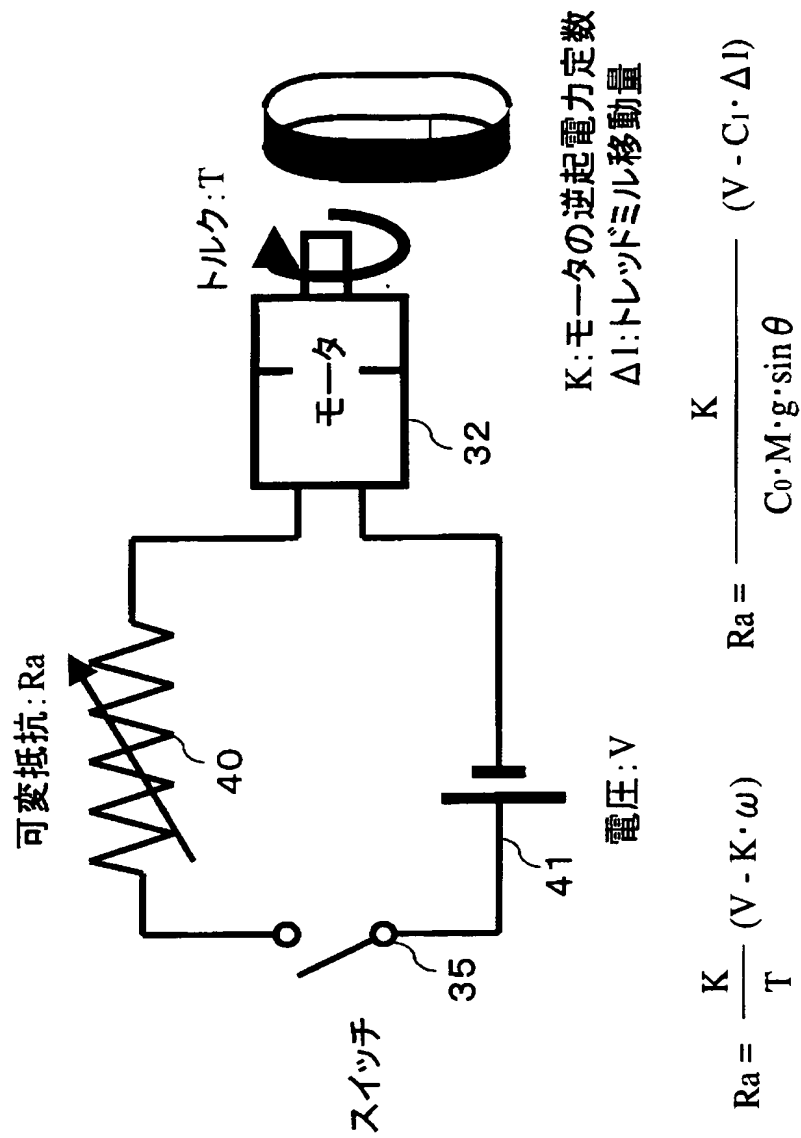 可変抵抗:Ra
40
スイッチ
35
41
電圧:V
モータ
32
トルク:T
K:モータの逆起電力定数
Δl:トレッドミル移動量
Ra = K/T (V - K・ω)
Ra = K/(C₀・M・g・sinθ) (V - C₁・Δl)